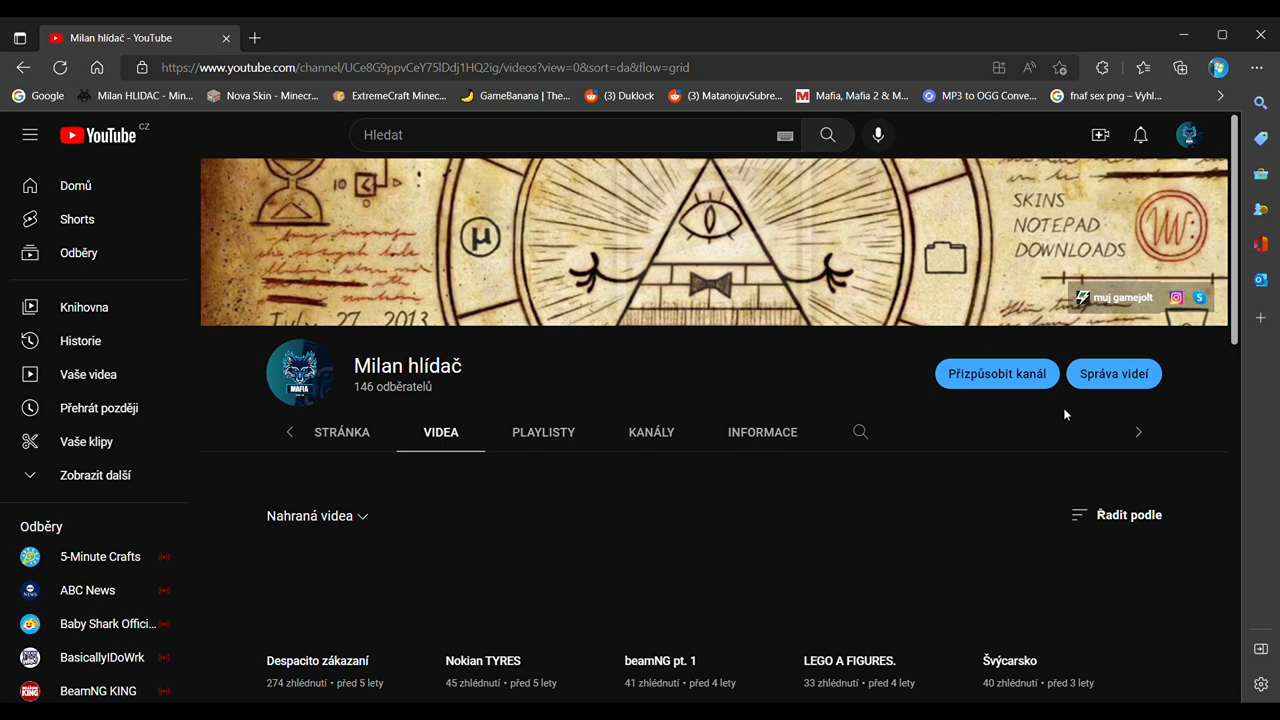 Milan hlídač - YouTube
https://www.youtube.com/channel/UCe8G9ppvCeY75lDdj1HQ2ig/videos?view=0&sort=da&flow=grid
Google
Milan HLIDAC - Min...
Nova Skin - Minecr...
ExtremeCraft Minec...
GameBanana | The...
(3) Duklock
(3) MatanojuvSubre...
Mafia, Mafia 2 & M...
MP3 to OGG Conve...
fnaf sex png – Vyhl...
YouTube CZ
Hledat
Domů
Shorts
Odběry
Knihovna
Historie
Vaše videa
Přehrát později
Vaše klipy
Zobrazit další
Odběry
5-Minute Crafts
ABC News
Baby Shark Offici...
BasicallyIDoWrk
BeamNG KING
10
µ
July 27, 2013
SKINS
NOTEPAD
DOWNLOADS
muj gamejolt
MAFIA
Milan hlídač
146 odběratelů
Přizpůsobit kanál
Správa videí
STRÁNKA
VIDEA
PLAYLISTY
KANÁLY
INFORMACE
Nahraná videa
Řadit podle
Despacito zákazaní
274 zhlédnutí • před 5 lety
Nokian TYRES
45 zhlédnutí • před 5 lety
beamNG pt. 1
41 zhlédnutí • před 4 lety
LEGO A FIGURES.
33 zhlédnutí • před 4 lety
Švýcarsko
40 zhlédnutí • před 3 lety